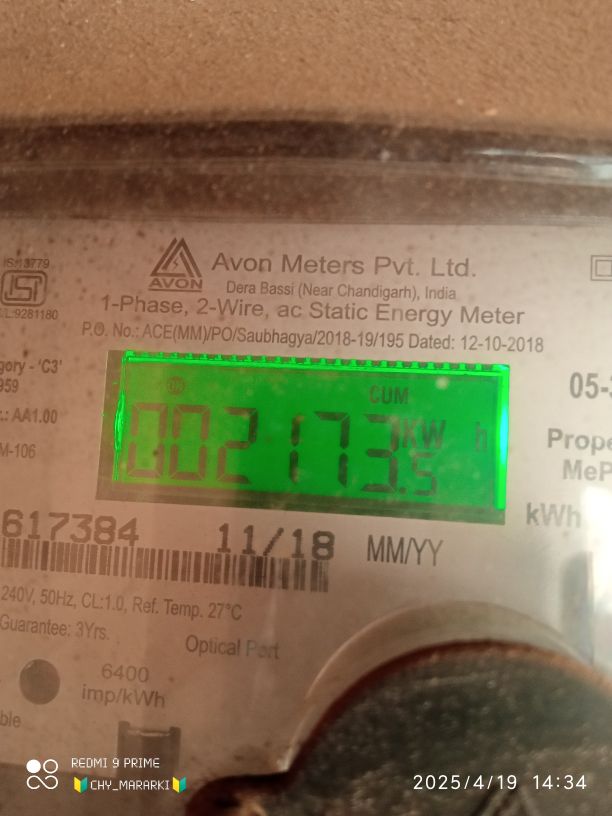 IS:13779
ISI
/L:9281180
AVON
Avon Meters Pvt. Ltd.
Dera Bassi (Near Chandigarh), India
1-Phase, 2-Wire, ac Static Energy Meter
P.O. No.: ACE(MM)/PO/Saubhagya/2018-19/195 Dated: 12-10-2018
gory - 'C3'
959
.: AA1.00
M-106
CUM
002173.5
KW h
05-3
Prope
MeP
kWh
617384
11/18
MM/YY
240V, 50Hz, CL:1.0, Ref. Temp. 27°C
Guarantee: 3Yrs.
Optical Port
6400
imp/kWh
ble
REDMI 9 PRIME
CHY_MARARKI
2025/4/19 14:34